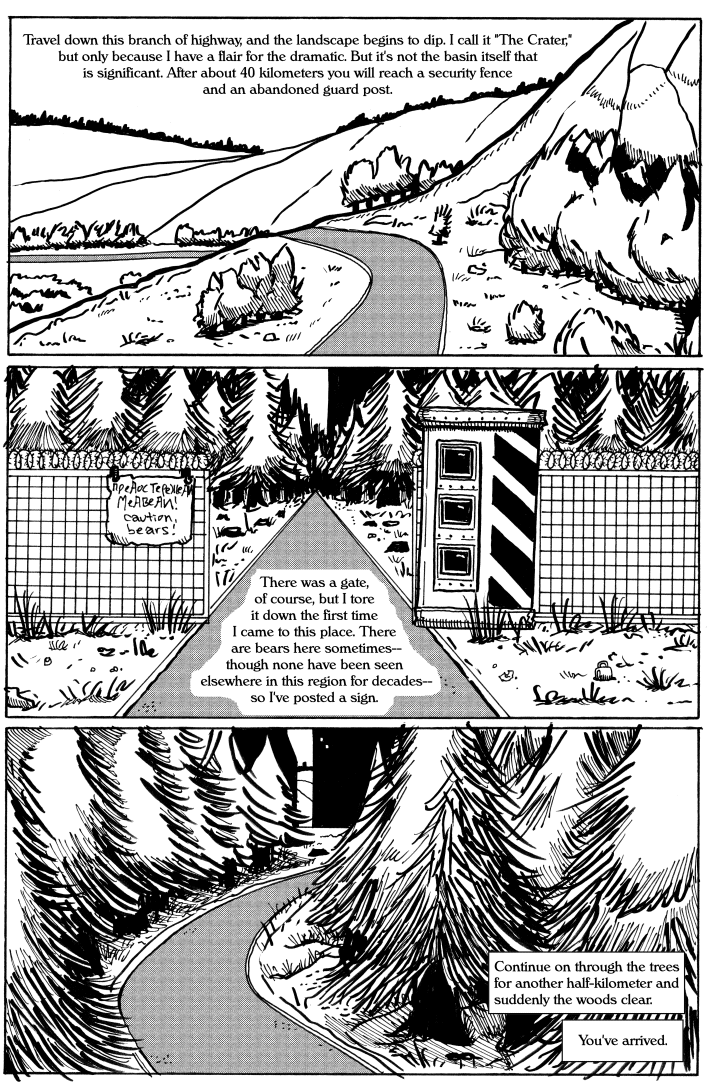 Travel down this branch of highway, and the landscape begins to dip. I call it "The Crater,"
but only because I have a flair for the dramatic. But it's not the basin itself that
is significant. After about 40 kilometers you will reach a security fence
and an abandoned guard post.
МЕДВЕДИ!
caution,
bears!
There was a gate,
of course, but I tore
it down the first time
I came to this place. There
are bears here sometimes--
though none have been seen
elsewhere in this region for decades--
so I've posted a sign.
Continue on through the trees
for another half-kilometer and
suddenly the woods clear.
You've arrived.